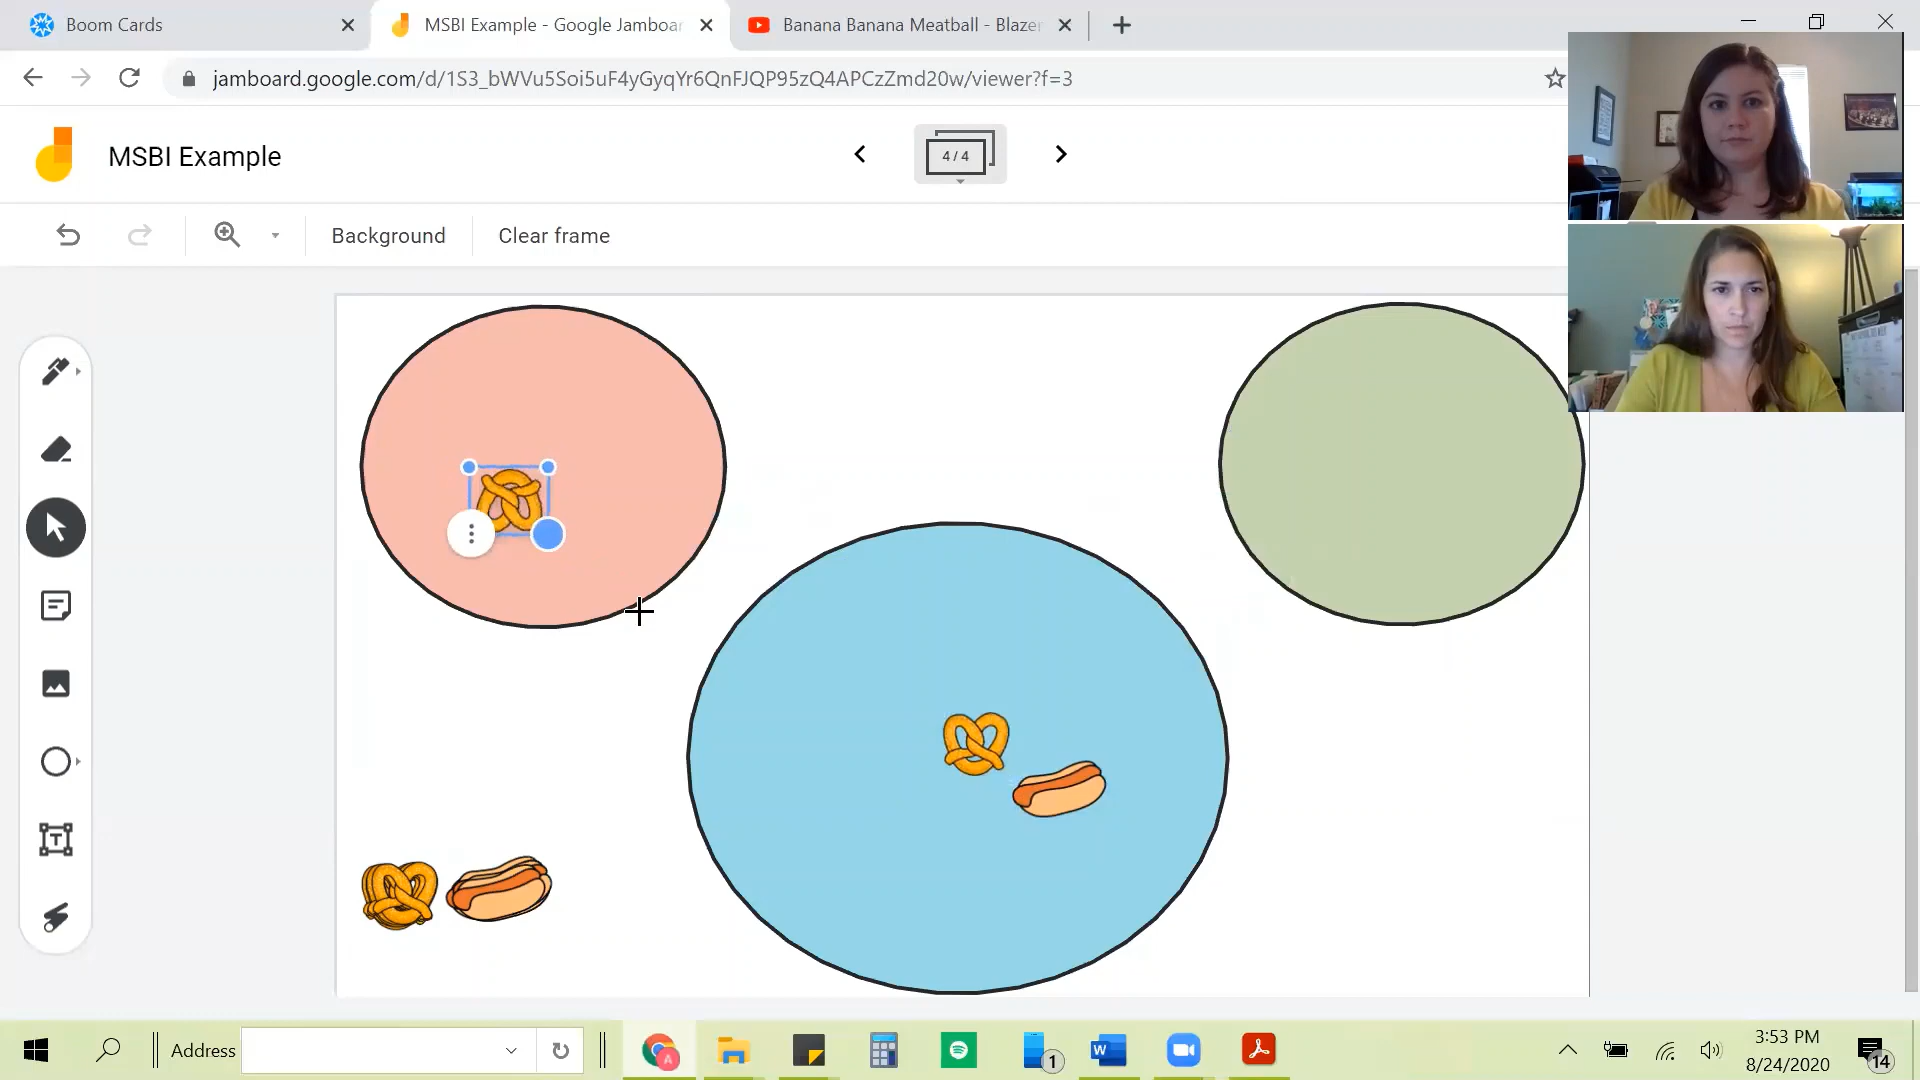 Boom Cards
MSBI Example - Google Jamboar
Banana Banana Meatball - Blazer
jamboard.google.com/d/1S3_bWVu5Soi5uF4yGyqYr6QnFJQP95zQ4APCzZmd20w/viewer?f=3
MSBI Example
4 / 4
Background
Clear frame
T
Address
A
1
W
3:53 PM
8/24/2020
14